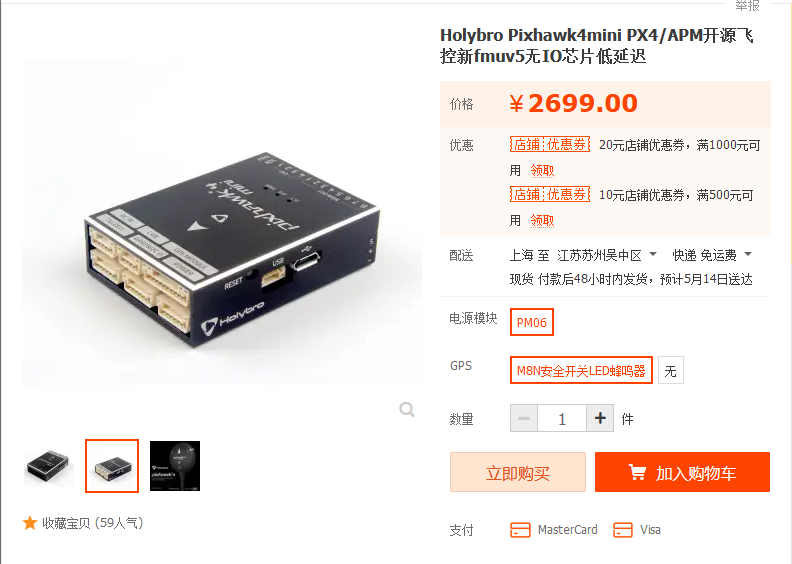 举报
Holybro Pixhawk4mini PX4/APM开源飞
控新fmuv5无IO芯片低延迟
价格
¥2699.00
优惠
店铺优惠券 20元店铺优惠券，满1000元可
用 领取
店铺优惠券 10元店铺优惠券，满500元可
用 领取
配送
上海 至 江苏苏州吴中区 快递 免运费
现货 付款后48小时内发货，预计5月14日送达
电源模块
PM06
GPS
M8N安全开关LED蜂鸣器
无
数量
1
件
立即购买
加入购物车
支付
MasterCard
Visa
pixhawk 4
mini
USB
RESET
Holybro
收藏宝贝 (59人气)